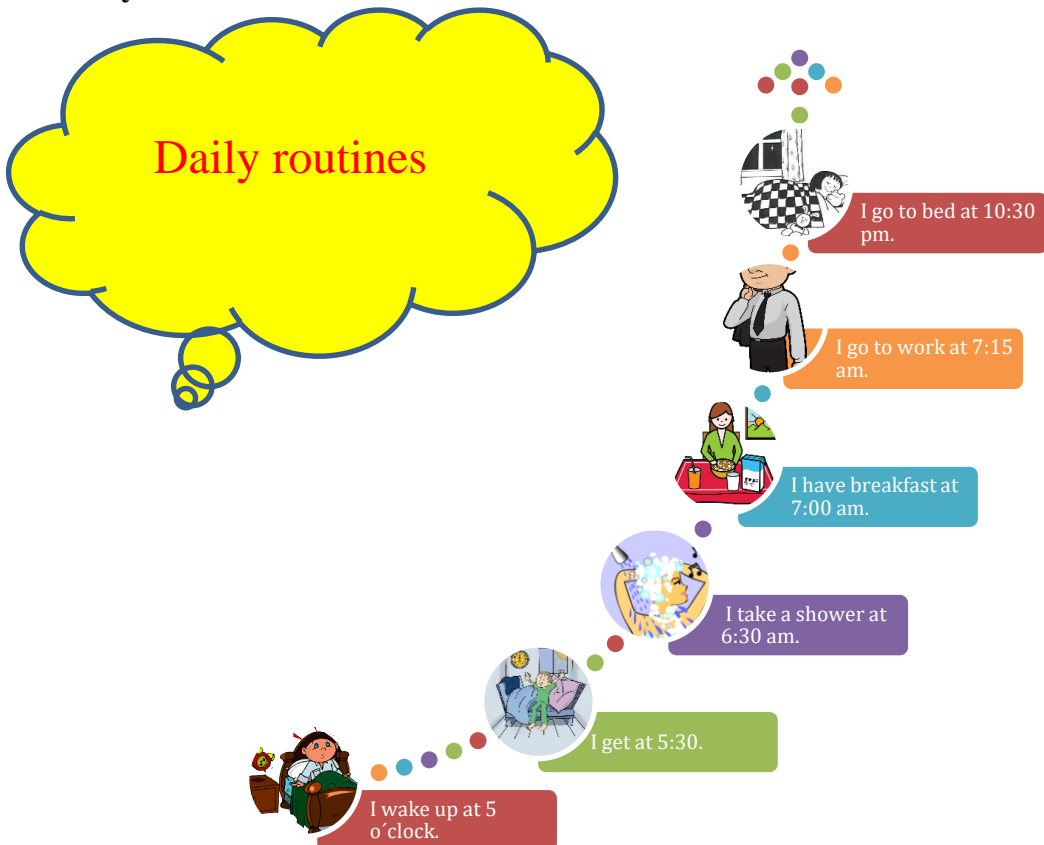 Daily routines
I go to bed at 10:30
pm.
I go to work at 7:15
am.
I have breakfast at
7:00 am.
I take a shower at
6:30 am.
I get at 5:30.
I wake up at 5
o´clock.